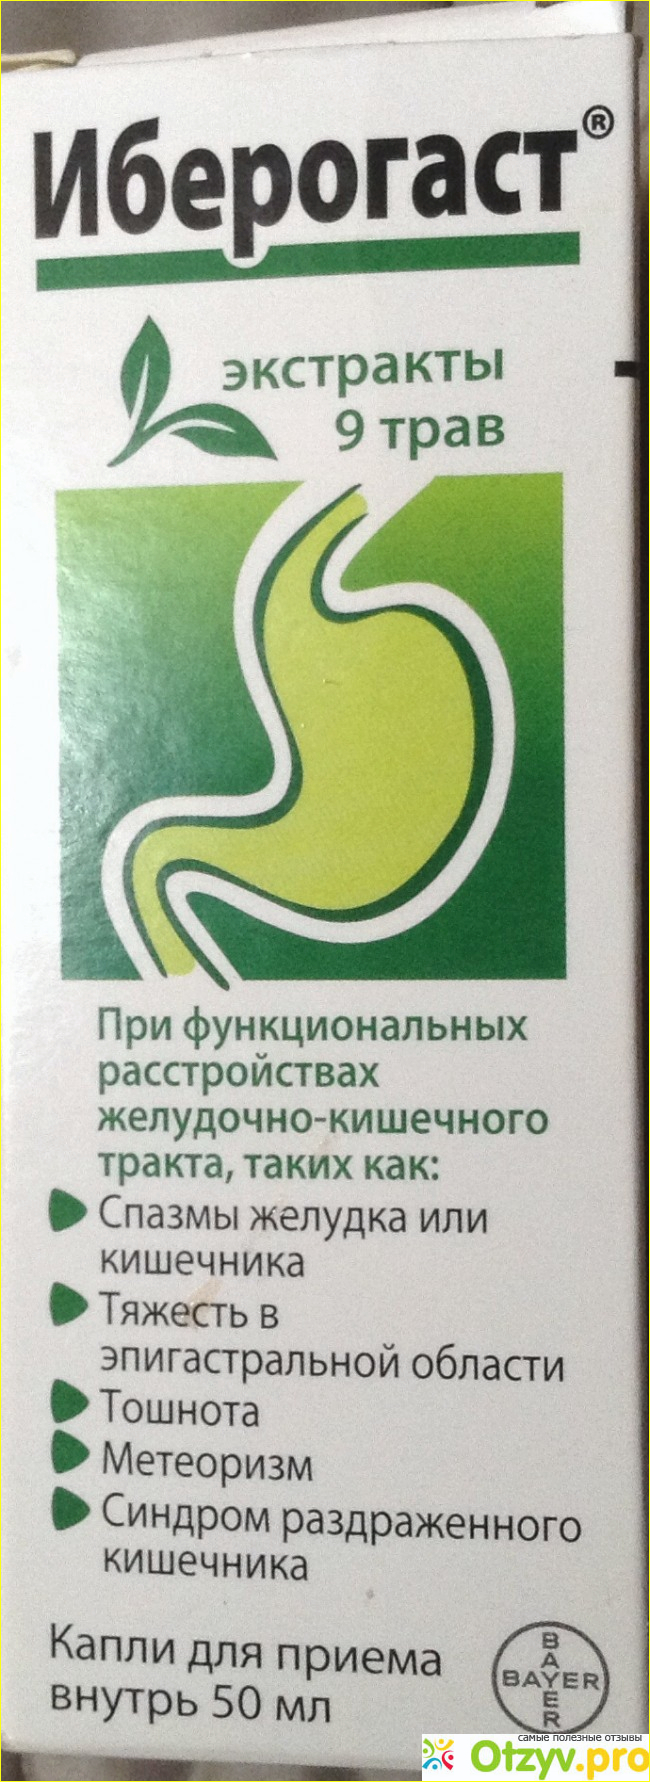 Иберогаст®
экстракты
9 трав
При функциональных
расстройствах
желудочно-кишечного
тракта, таких как:
Спазмы желудка или
кишечника
Тяжесть в
эпигастральной области
Тошнота
Метеоризм
Синдром раздраженного
кишечника
Капли для приема
внутрь 50 мл
BAYER
BAYER
самые полезные отзывы
Otzyv.pro